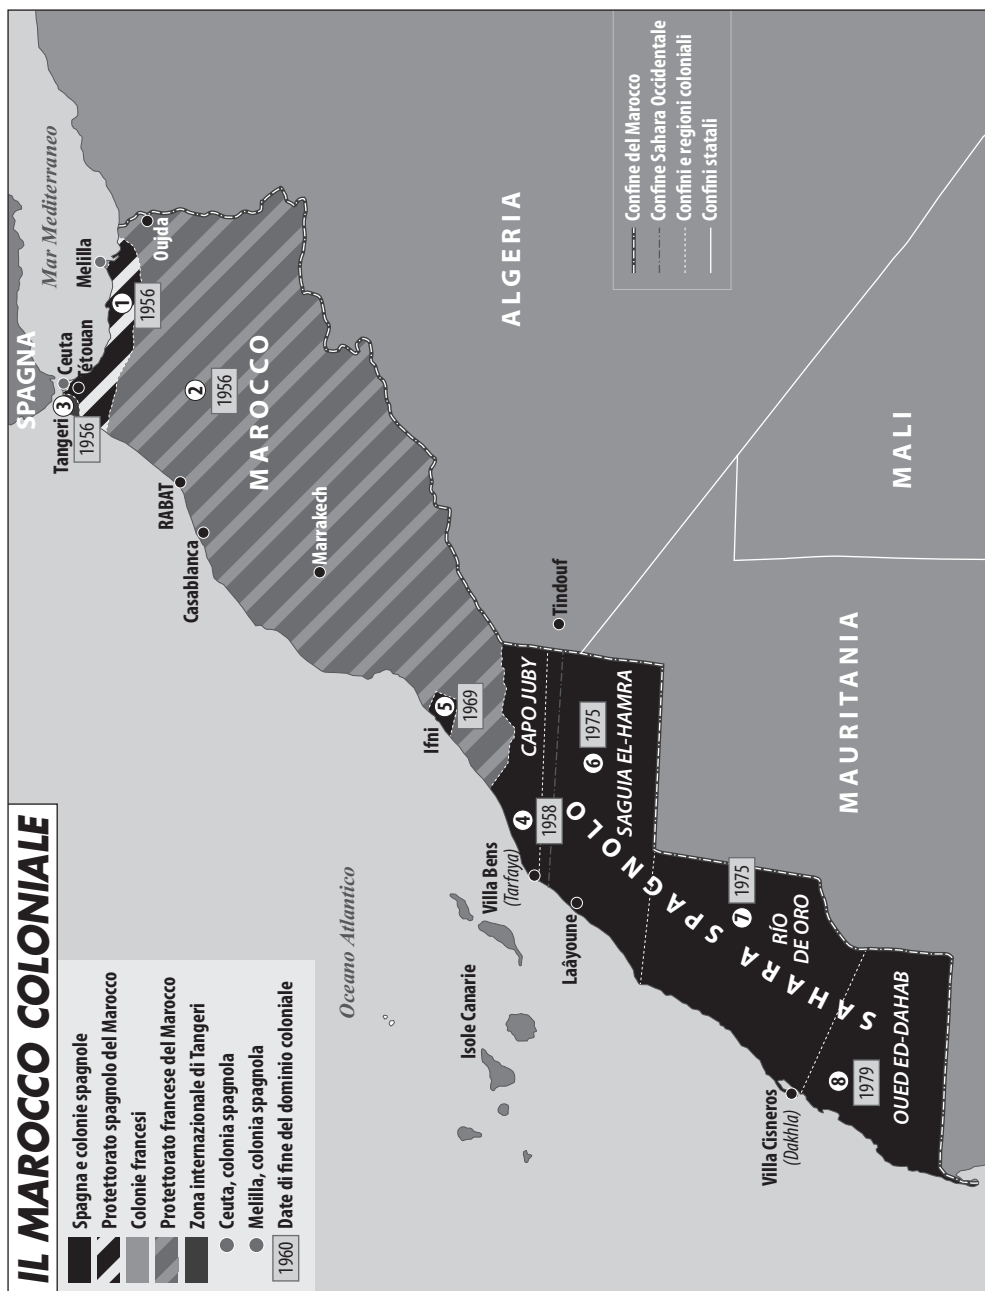 IL MAROCCO COLONIALE
Spagna e colonie spagnole
Protettorato spagnolo del Marocco
Colonie francesi
Protettorato francese del Marocco
Zona internazionale di Tangeri
Ceuta, colonia spagnola
Melilla, colonia spagnola
1960 Date di fine del dominio coloniale
SPAGNA
Mar Mediterraneo
Tangeri
3
1956
Ceuta
Tétouan
Melilla
1
1956
Oujda
RABAT
Casablanca
2
1956
MAROCCO
Marrakech
Oceano Atlantico
Isole Canarie
Ifni
5
1969
ALGERIA
Tindouf
CAPO JUBY
4
1958
Villa Bens
(Tarfaya)
Laâyoune
6
1975
SAGUIA EL-HAMRA
SAHARA SPAGNOLO
7
1975
RÍO
DE ORO
Villa Cisneros
(Dakhla)
8
1979
OUED ED-DAHAB
MAURITANIA
MALI
Confine del Marocco
Confine Sahara Occidentale
Confini e regioni coloniali
Confini statali